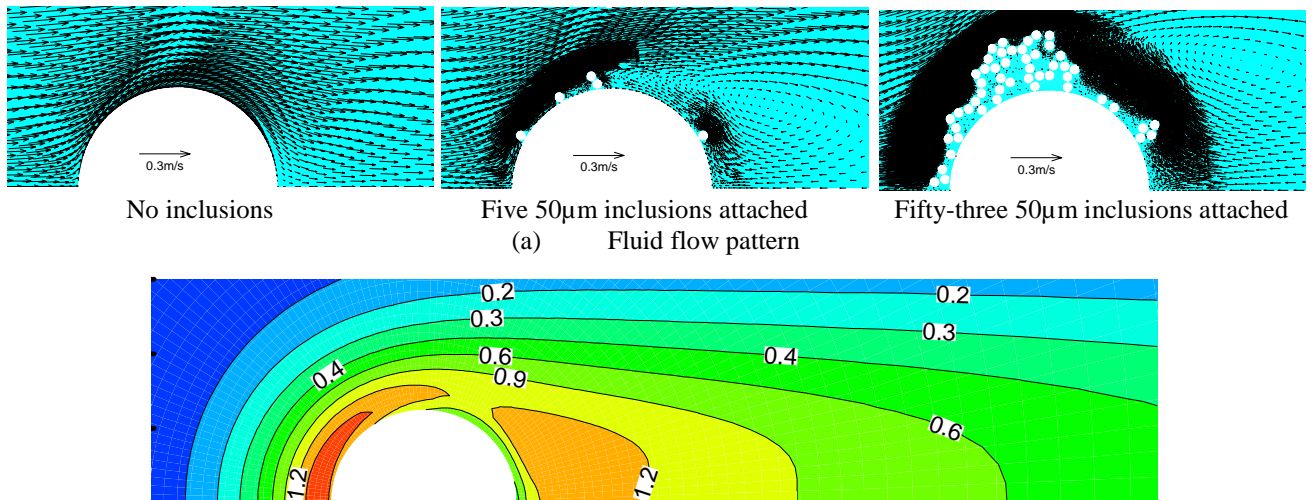 0.3m/s
0.3m/s
0.3m/s
No inclusions
Five 50µm inclusions attached
Fifty-three 50µm inclusions attached
(a) Fluid flow pattern
0.2
0.2
0.3
0.3
0.4
0.4
0.6
0.9
0.6
1.2
1.2